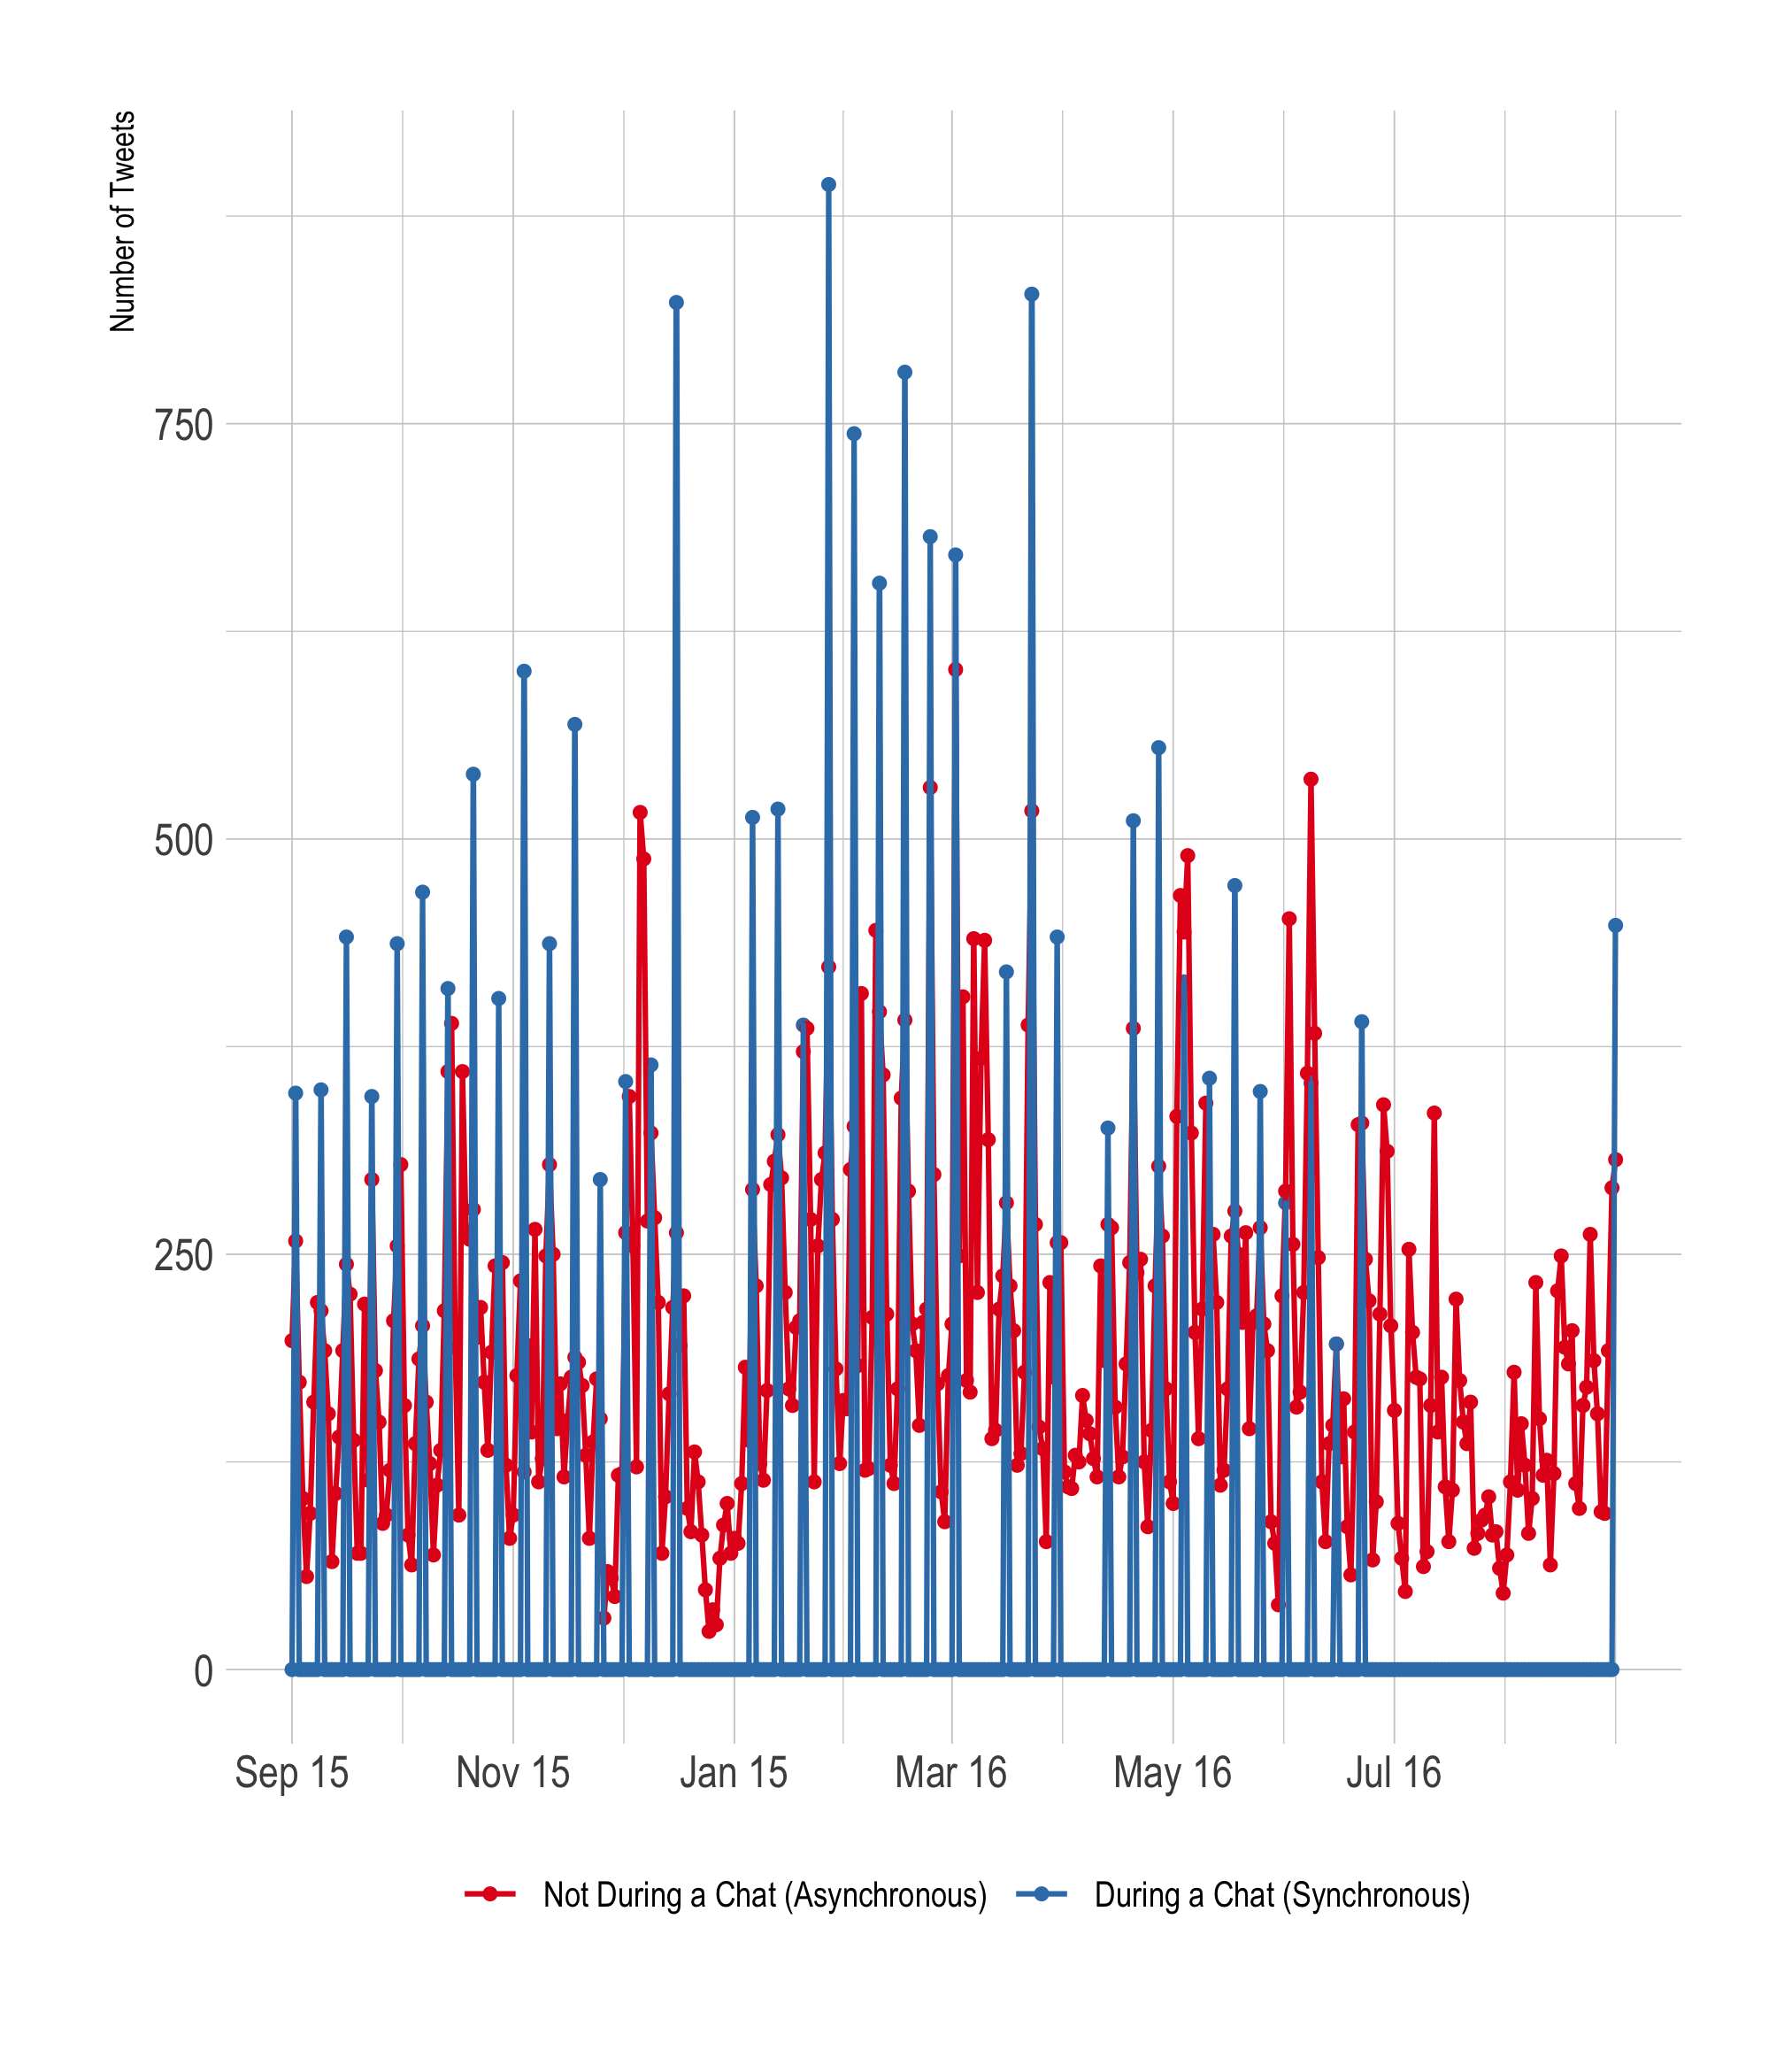 Number of Tweets
750
500
250
0
Sep 15 Nov 15 Jan 15 Mar 16 May 16 Jul 16
Not During a Chat (Asynchronous) During a Chat (Synchronous)